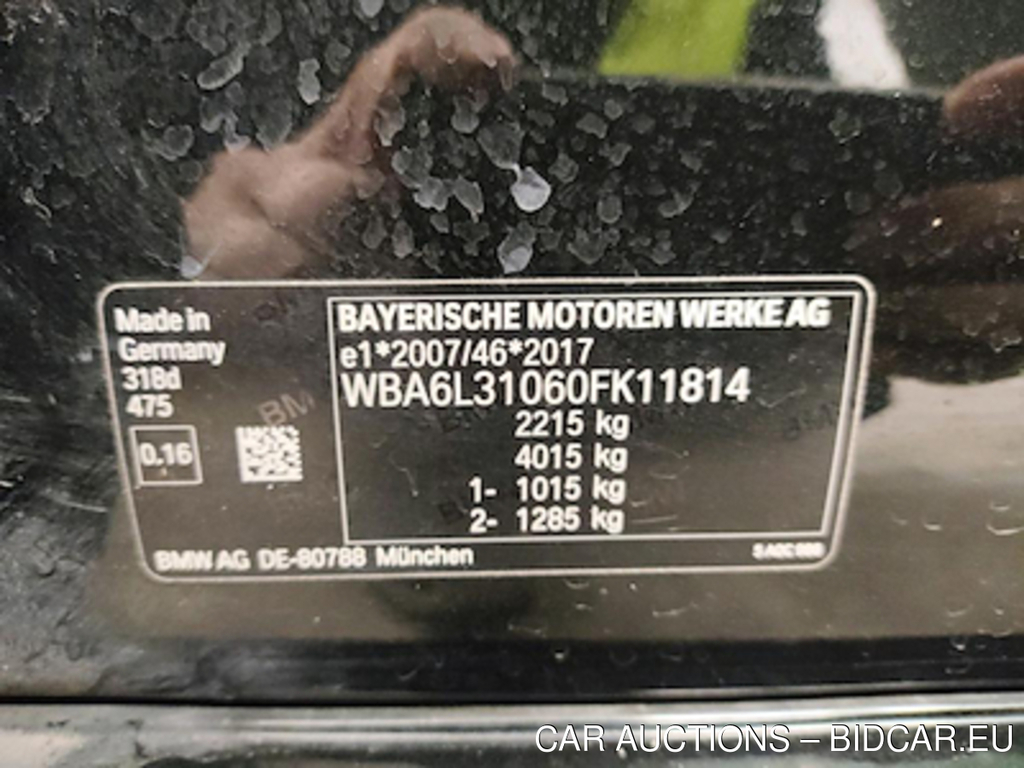 Made in
Germany
318d
475
0.16
BAYERISCHE MOTOREN WERKE AG
e1*2007/46*2017
WBA6L31060FK11814
2215 kg
4015 kg
1- 1015 kg
2- 1285 kg
BMW AG DE-80788 München
CAR AUCTIONS – BIDCAR.EU